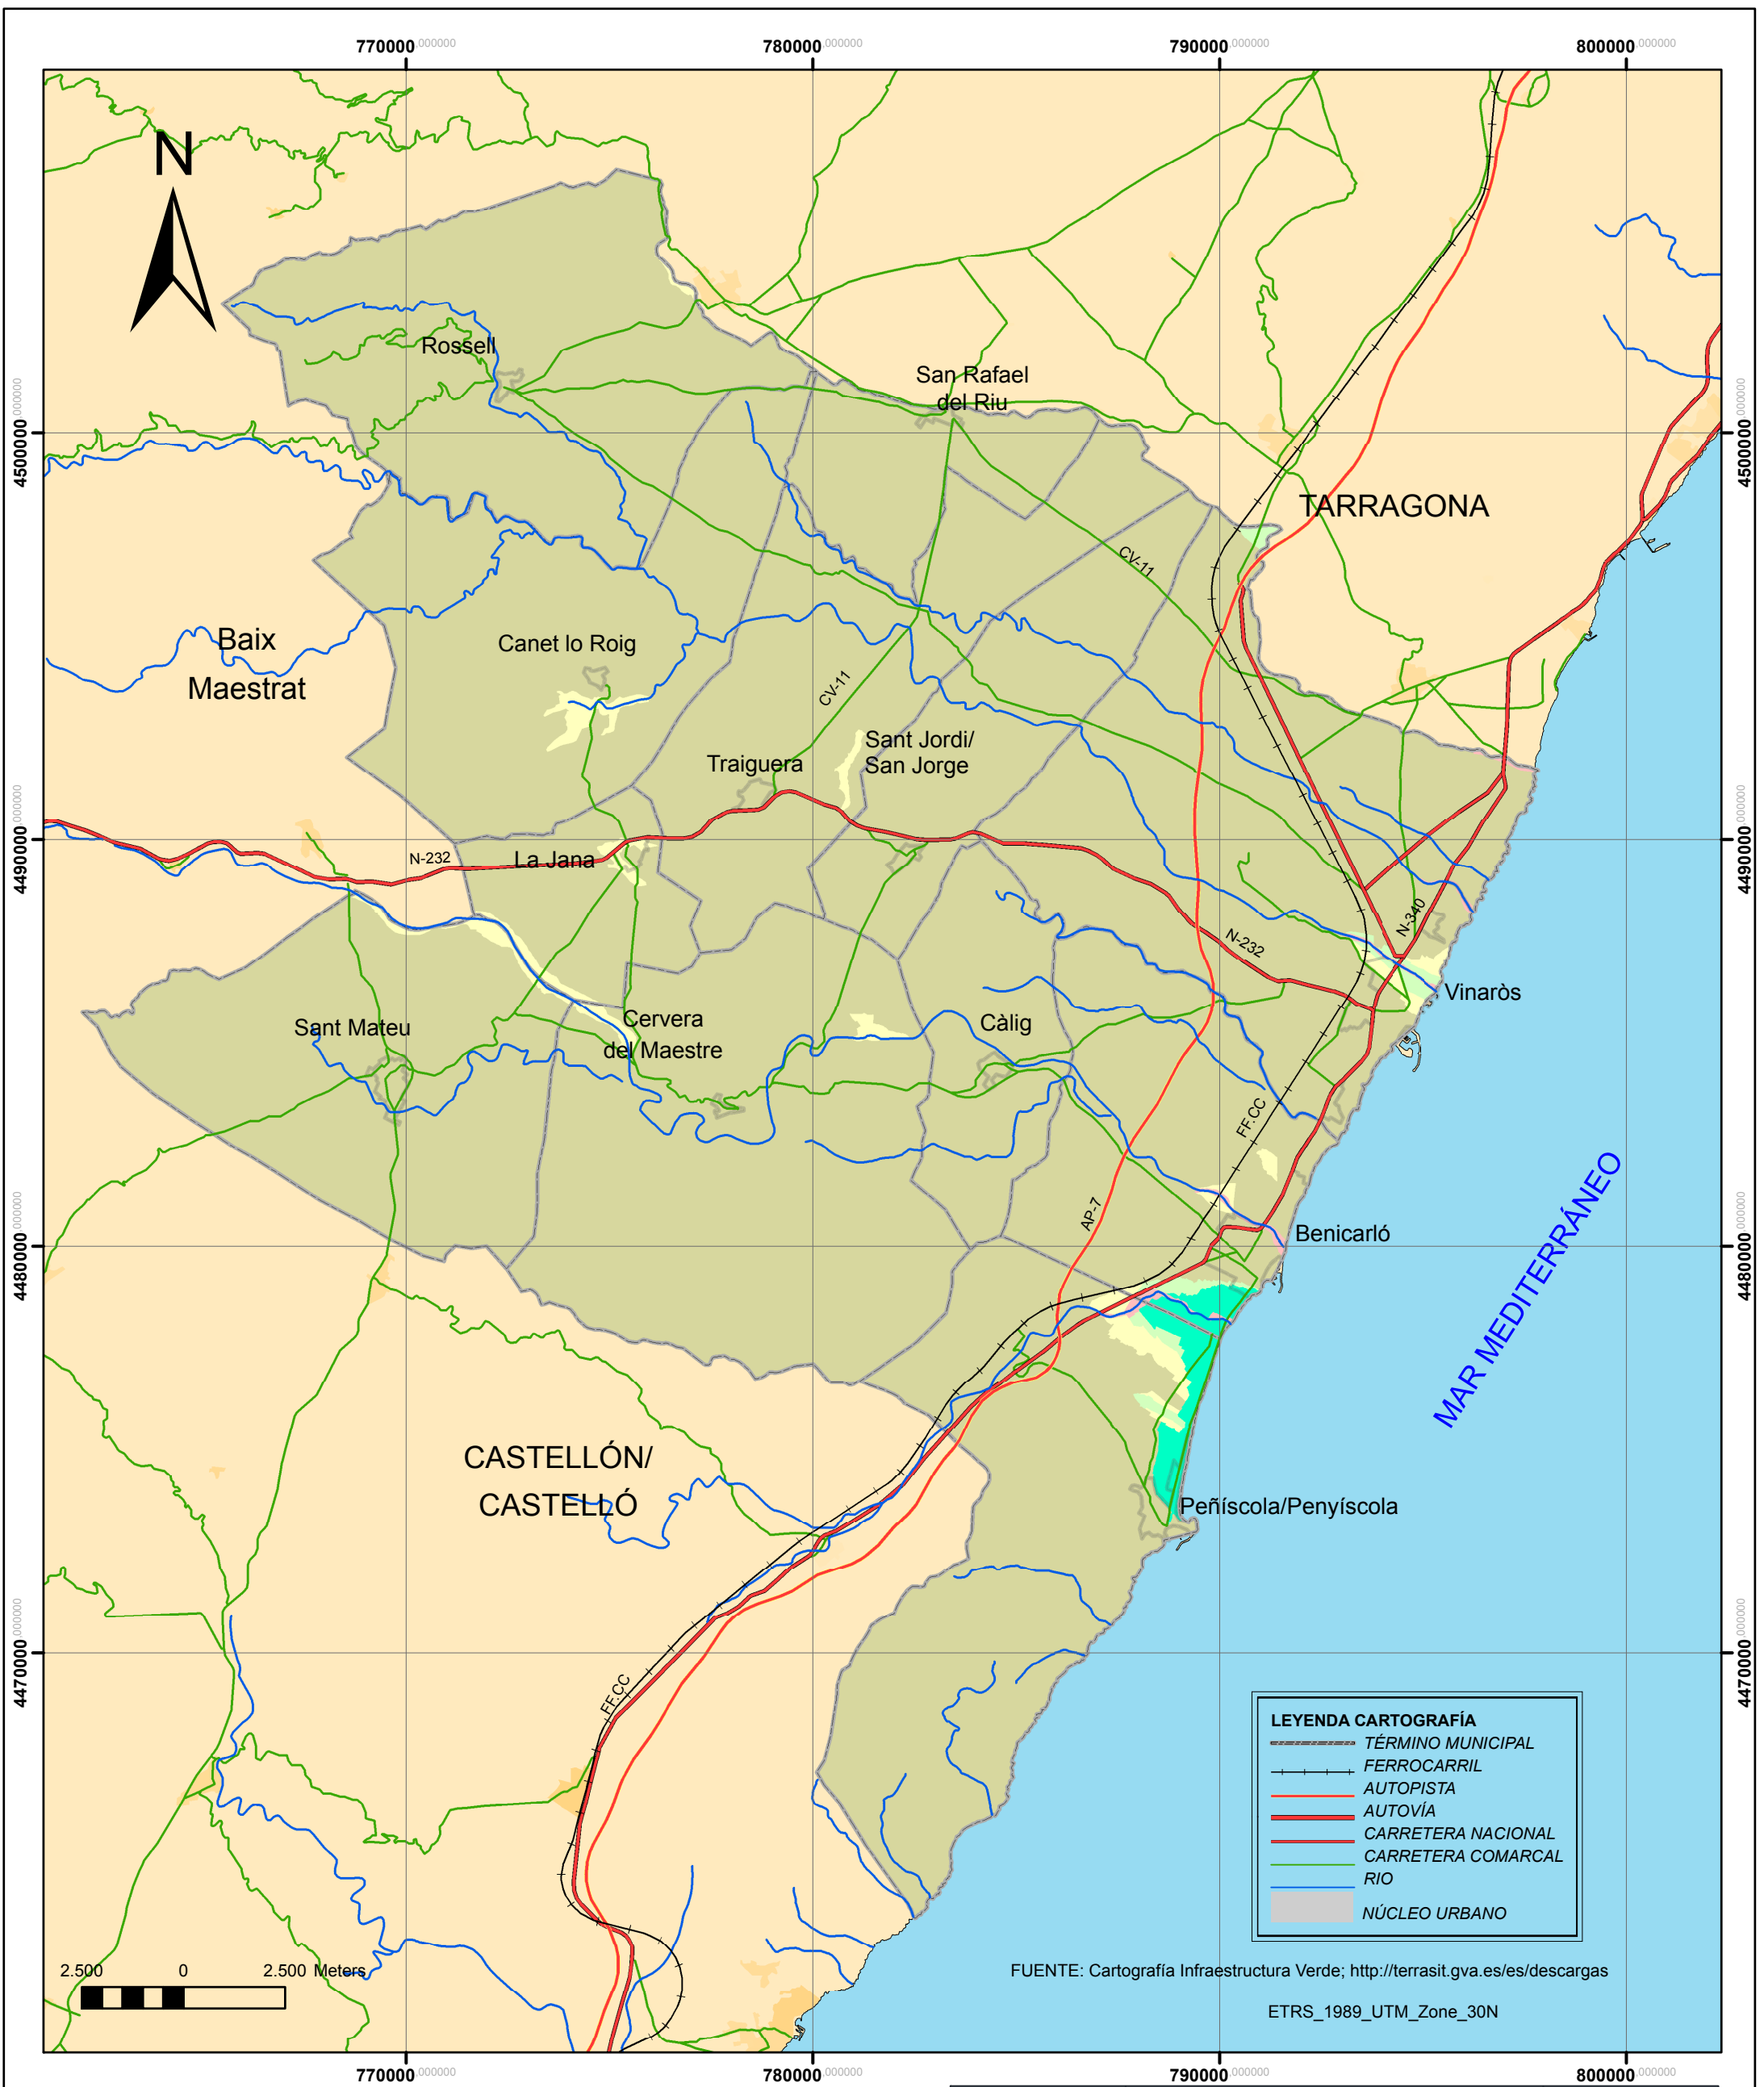 770000.000000 780000.000000 790000.000000 800000.000000
N
Rossell
San Rafael
del Riu
4500000.000000
4500000.000000
TARRAGONA
CV-11
Baix
Maestrat
Canet lo Roig
CV-11
Sant Jordi/
San Jorge
Traiguera
4490000.000000
4490000.000000
N-232
La Jana
N-340
N-232
Vinaròs
Sant Mateu
Cervera
del Maestre
Càlig
FF.CC
AP-7
Benicarló
4480000.000000
4480000.000000
MAR MEDITERRÁNEO
CASTELLÓN/
CASTELLÓ
Peñíscola/Penyíscola
4470000.000000
4470000.000000
FF.CC
LEYENDA CARTOGRAFÍA
TÉRMINO MUNICIPAL
FERROCARRIL
AUTOPISTA
AUTOVÍA
CARRETERA NACIONAL
CARRETERA COMARCAL
RIO
NÚCLEO URBANO
2.500 0 2.500 Meters
FUENTE: Cartografía Infraestructura Verde; http://terrasit.gva.es/es/descargas
ETRS_1989_UTM_Zone_30N
770000.000000 780000.000000 790000.000000 800000.000000